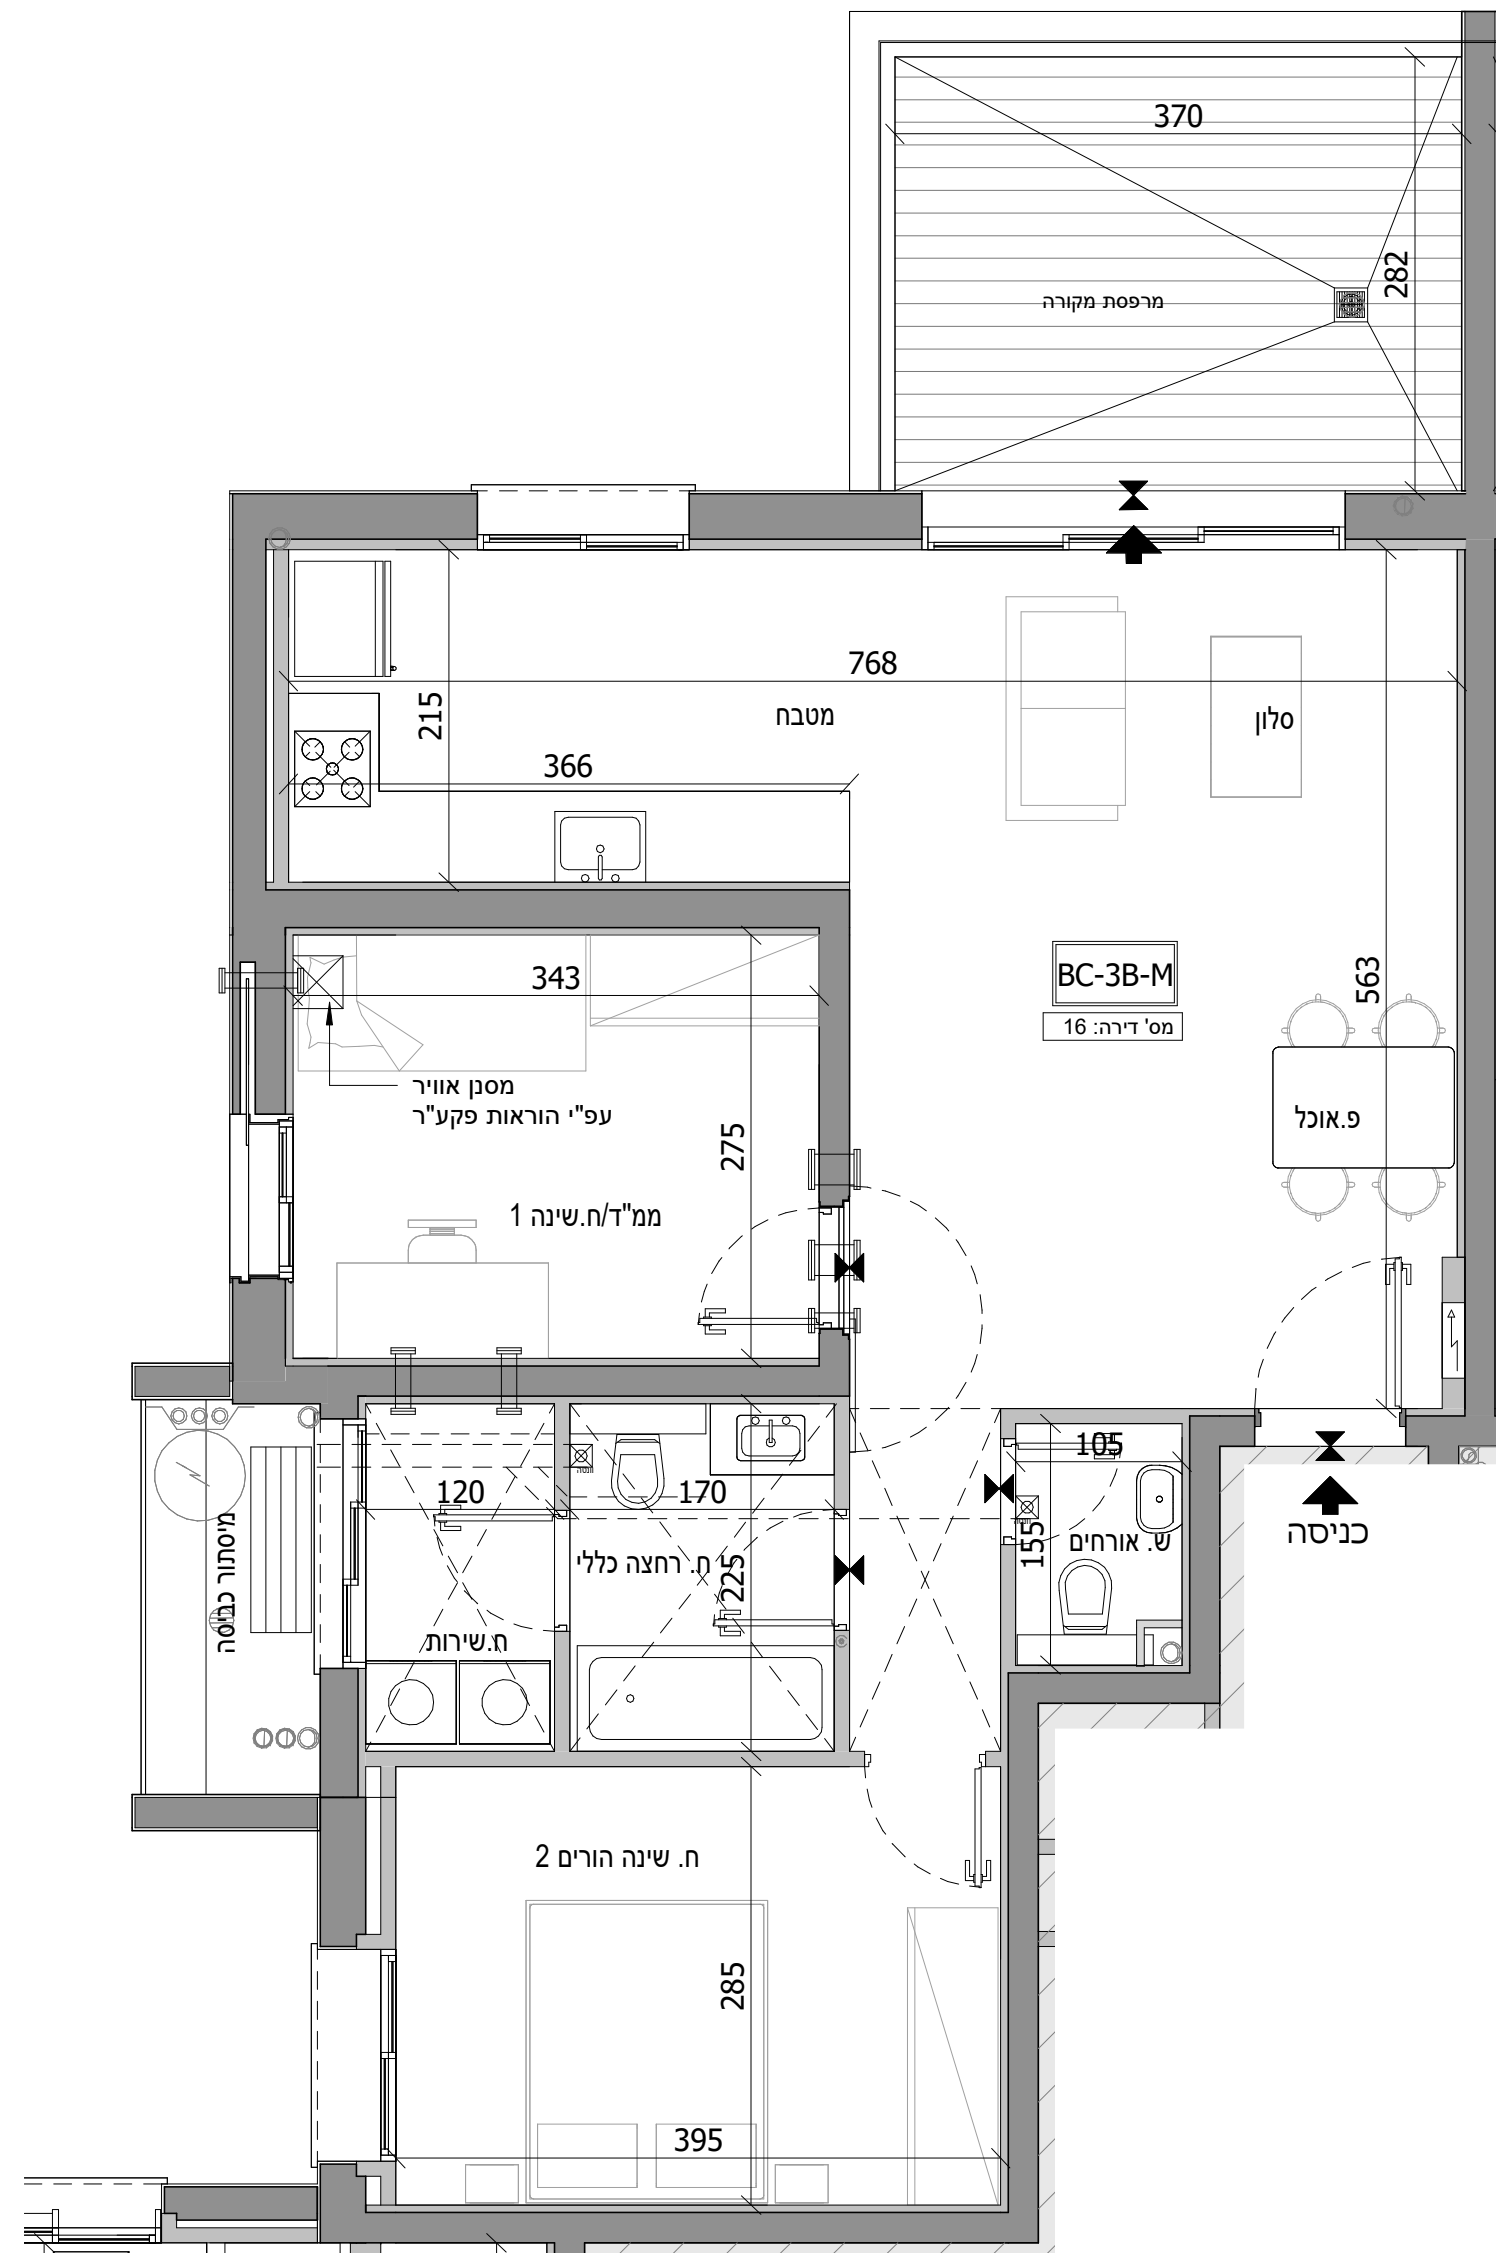 370
282
מרפסת מקורה
768
215
מטבח
סלון
366
BC-3B-M
מס' דירה: 16
563
343
מסנן אוויר
עפ"י הוראות פקע"ר
275
פ.אוכל
ממ"ד/ח.שינה 1
105
120
170
כניסה
155
ש. אורחים
ח. רחצה כללי
225
מיסתור כביסה
ח.שירות
ח. שינה הורים 2
285
395